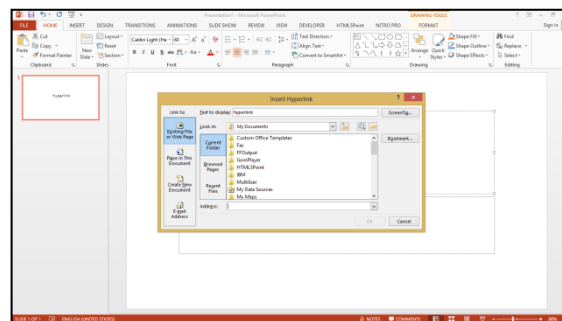 Presentation1 - Microsoft PowerPoint
DRAWING TOOLS
FILE HOME INSERT DESIGN TRANSITIONS ANIMATIONS SLIDE SHOW REVIEW VIEW DEVELOPER HTML5Point NITRO PRO FORMAT Sign in
Cut
Copy
Format Painter
Paste
Clipboard
New Slide
Layout
Reset
Section
Slides
Calibri Light (He 60
Font
Text Direction
Align Text
Convert to SmartArt
Paragraph
Arrange
Quick Styles
Shape Fill
Shape Outline
Shape Effects
Drawing
Find
Replace
Select
Editing
1
hyperlink
Insert Hyperlink
Link to:
Text to display: hyperlink
ScreenTip...
Existing File or Web Page
Look in: My Documents
Bookmark...
Current Folder
Custom Office Templates
Fax
FFOutput
GomPlayer
HTML5Point
IBM
My Data Sources
My Maps
Place in This Document
Browsed Pages
Create New Document
Recent Files
E-mail Address
Address:
OK Cancel
SLIDE 1 OF 1 ENGLISH (UNITED STATES) NOTES COMMENTS